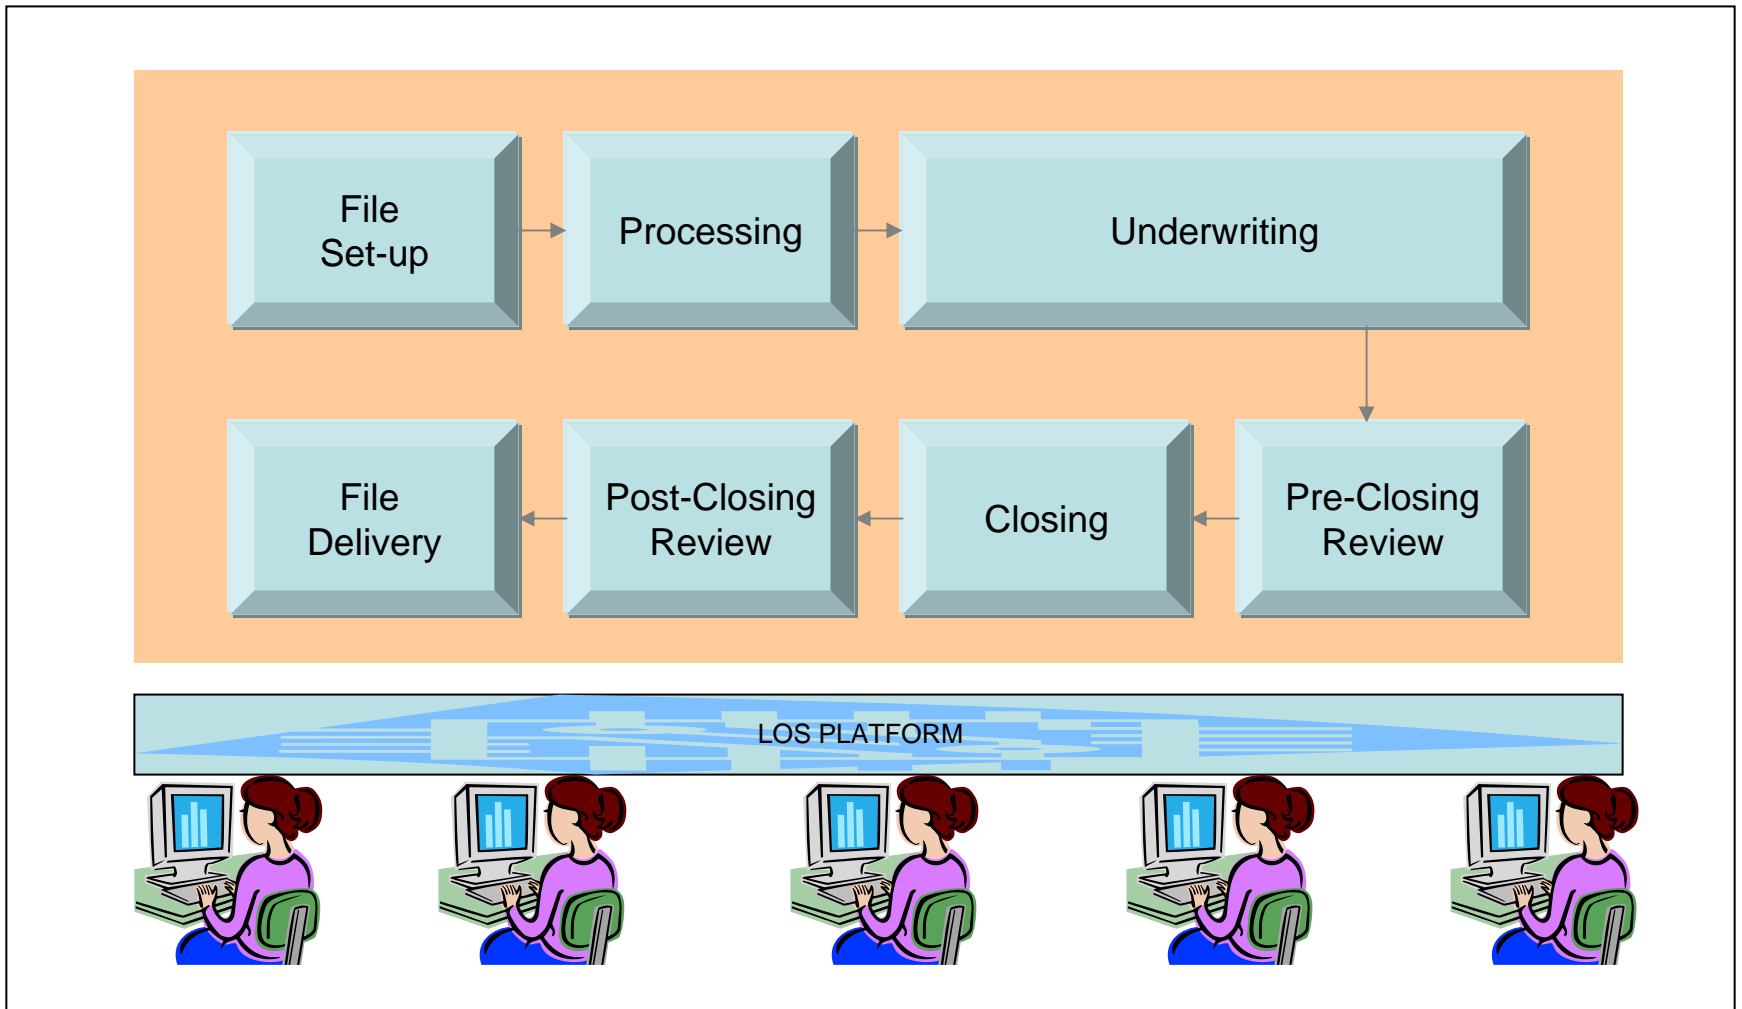 File
Set-up
Processing
Underwriting
File
Delivery
Post-Closing
Review
Closing
Pre-Closing
Review
LOS PLATFORM